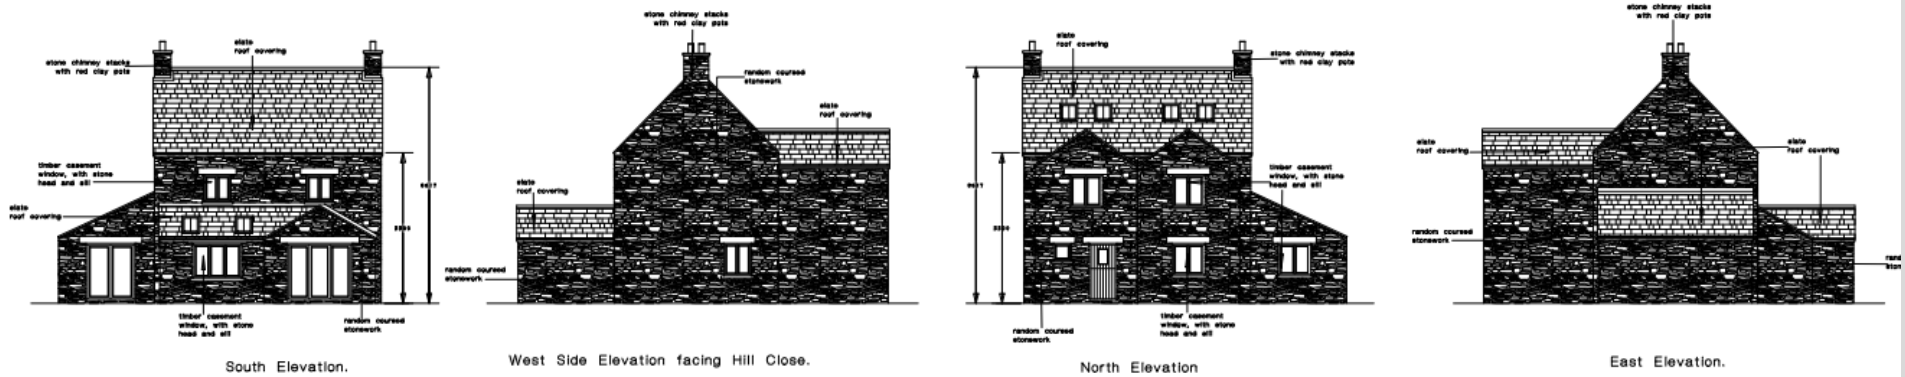 slate
roof covering
stone chimney stacks
with red clay pots
timber casement
window, with stone
head and sill
slate
roof covering
timber casement
window, with stone
head and sill
random coursed
stonework
South Elevation.
stone chimney stacks
with red clay pots
random coursed
stonework
slate
roof covering
slate
roof covering
random coursed
stonework
West Side Elevation facing Hill Close.
slate
roof covering
stone chimney stacks
with red clay pots
timber casement
window, with stone
head and sill
random coursed
stonework
timber casement
window, with stone
head and sill
North Elevation
stone chimney stacks
with red clay pots
slate
roof covering
slate
roof covering
random coursed
stonework
East Elevation.